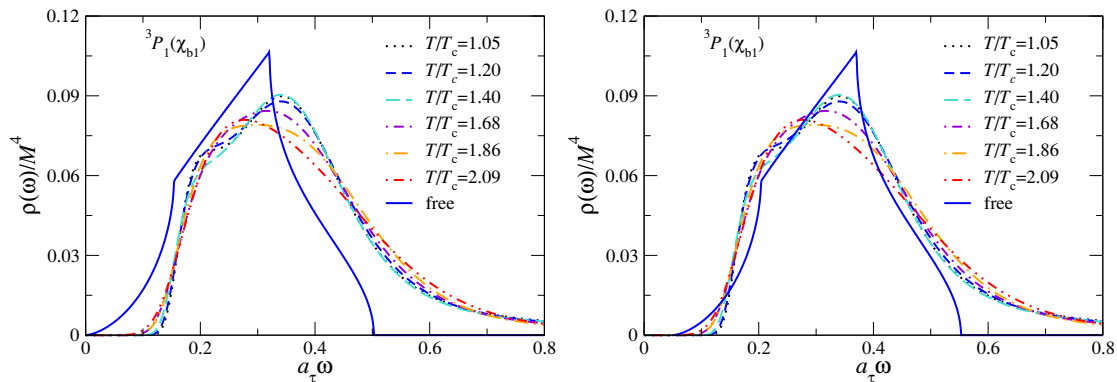 0.12
0.09
0.06
0.03
0
ρ(ω)/M⁴
³P₁(χ_b1)
T/T_c=1.05
T/T_c=1.20
T/T_c=1.40
T/T_c=1.68
T/T_c=1.86
T/T_c=2.09
free
0 0.2 0.4 0.6 0.8
a_τω
0.12
0.09
0.06
0.03
0
ρ(ω)/M⁴
³P₁(χ_b1)
T/T_c=1.05
T/T_c=1.20
T/T_c=1.40
T/T_c=1.68
T/T_c=1.86
T/T_c=2.09
free
0 0.2 0.4 0.6 0.8
a_τω